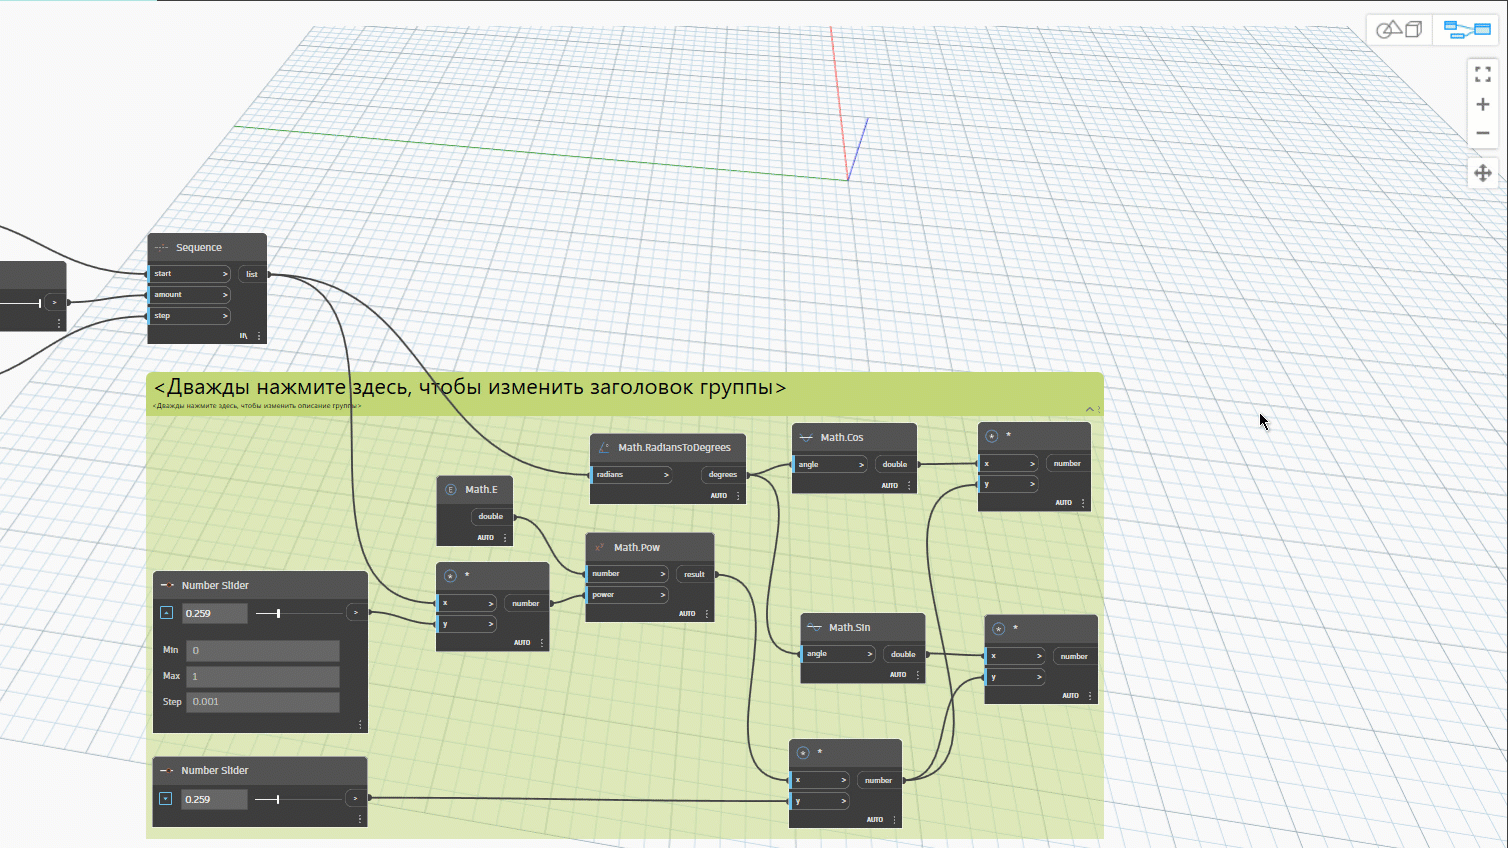 Sequence
start >
list
amount >
step >
>
<Дважды нажмите здесь, чтобы изменить заголовок группы>
<Дважды нажмите здесь, чтобы изменить описание группы>
Math.RadiansToDegrees
radians >
degrees
AUTO
Math.Cos
angle >
double
AUTO
*
x >
number
y >
AUTO
Math.E
double
AUTO
Math.Pow
number >
result
power >
AUTO
*
x >
number
y >
AUTO
Number Slider
0.259
>
Min 0
Max 1
Step 0.001
Math.Sin
angle >
double
AUTO
*
x >
number
y >
AUTO
Number Slider
0.259
>
*
x >
number
y >
AUTO